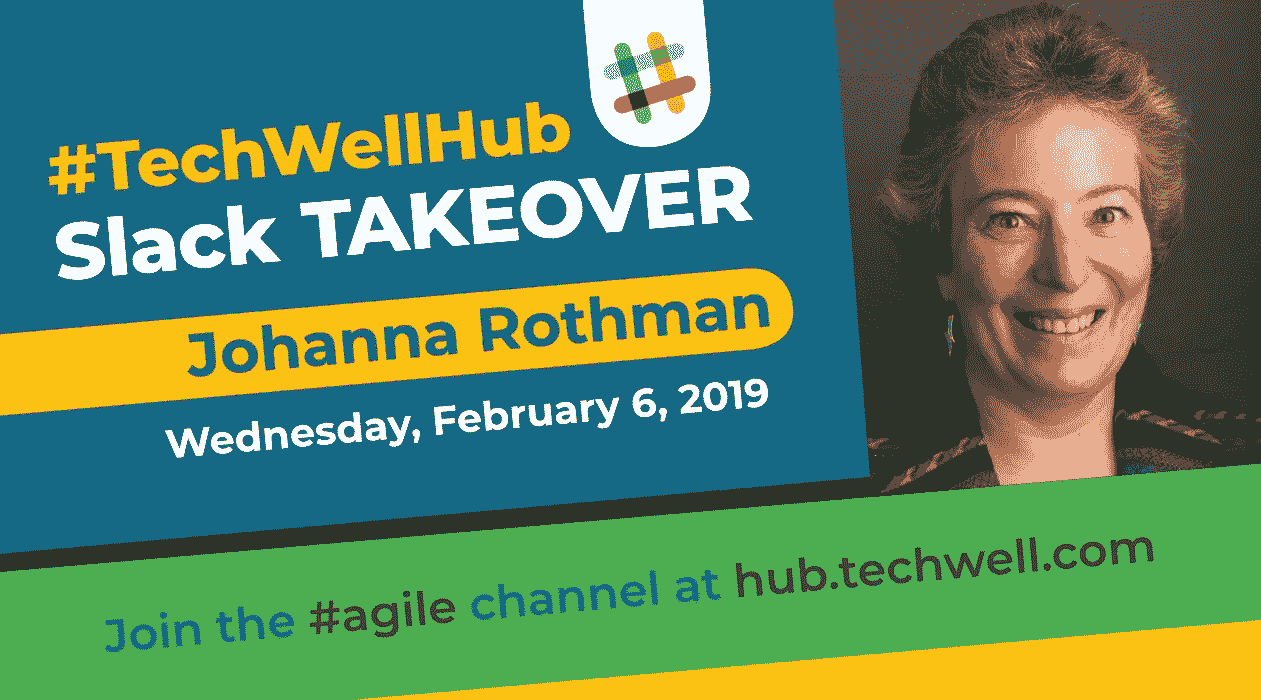 #TechWellHub
Slack TAKEOVER
Johanna Rothman
Wednesday, February 6, 2019
Join the #agile channel at hub.techwell.com